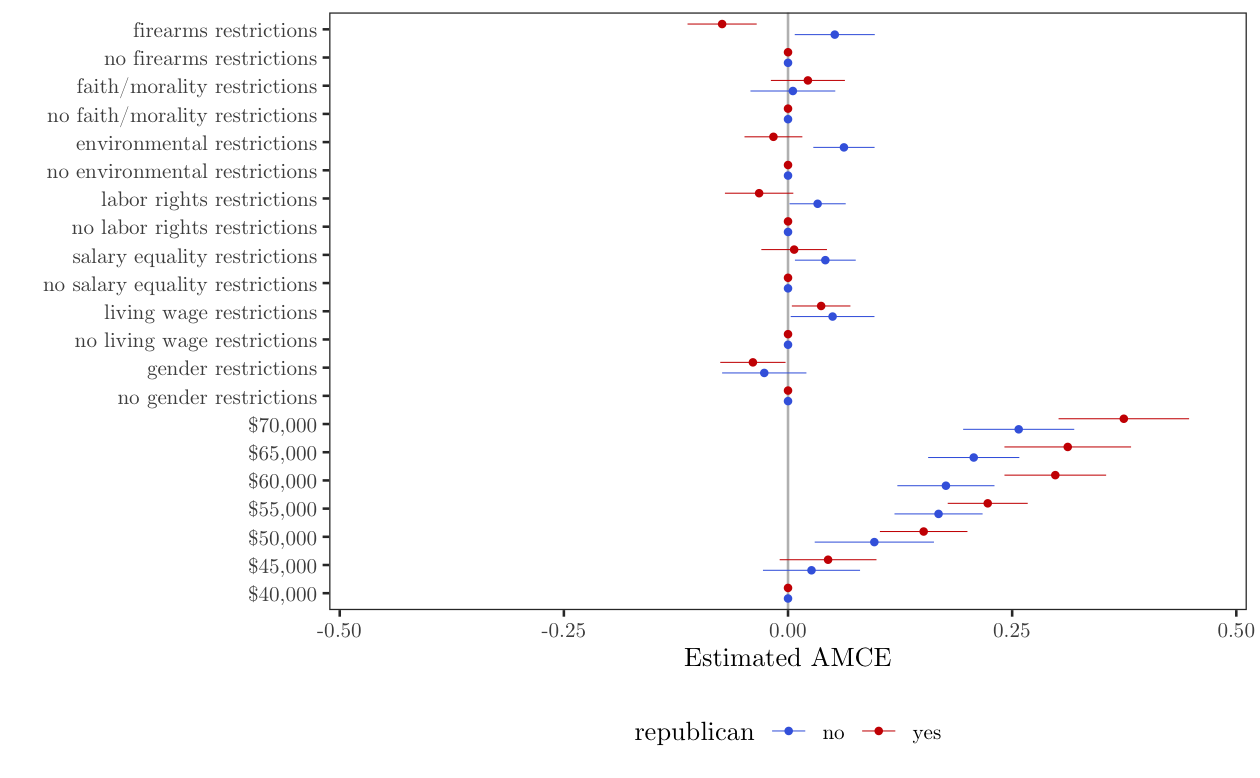 firearms restrictions
no firearms restrictions
faith/morality restrictions
no faith/morality restrictions
environmental restrictions
no environmental restrictions
labor rights restrictions
no labor rights restrictions
salary equality restrictions
no salary equality restrictions
living wage restrictions
no living wage restrictions
gender restrictions
no gender restrictions
$70,000
$65,000
$60,000
$55,000
$50,000
$45,000
$40,000
-0.50 -0.25 0.00 0.25 0.50
Estimated AMCE
republican no yes